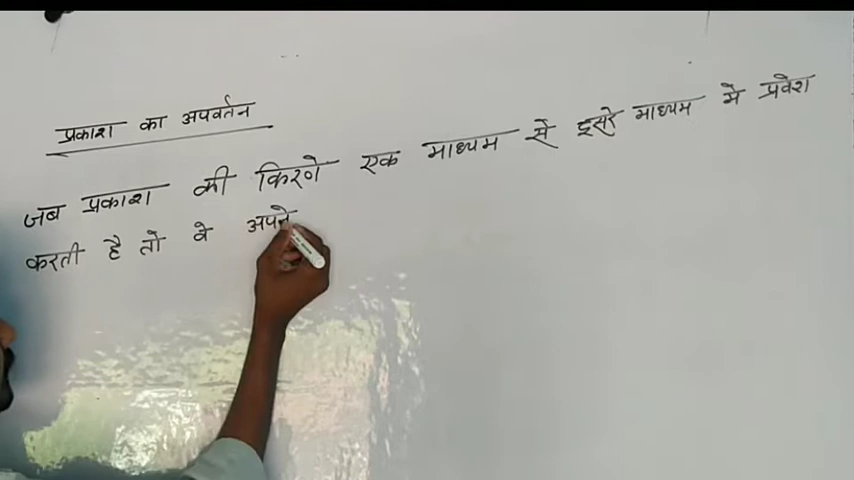 प्रकाश का अपवर्तन
जब प्रकाश की किरणे एक माध्यम से दुसरे माध्यम मे प्रवेश
करती है तो वे अपने